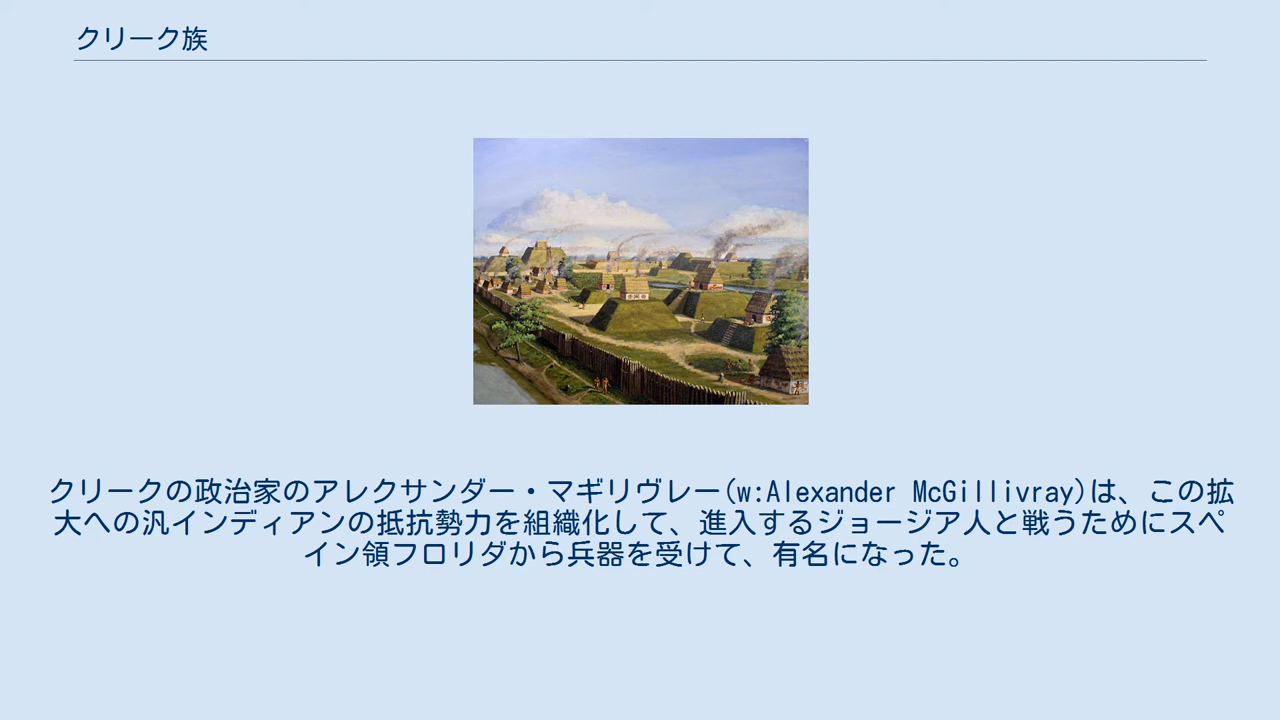 クリーク族
クリークの政治家のアレクサンダー・マギリヴレー(w:Alexander McGillivray)は、この拡
大への汎インディアンの抵抗勢力を組織化して、進入するジョージア人と戦うためにスペ
イン領フロリダから兵器を受けて、有名になった。